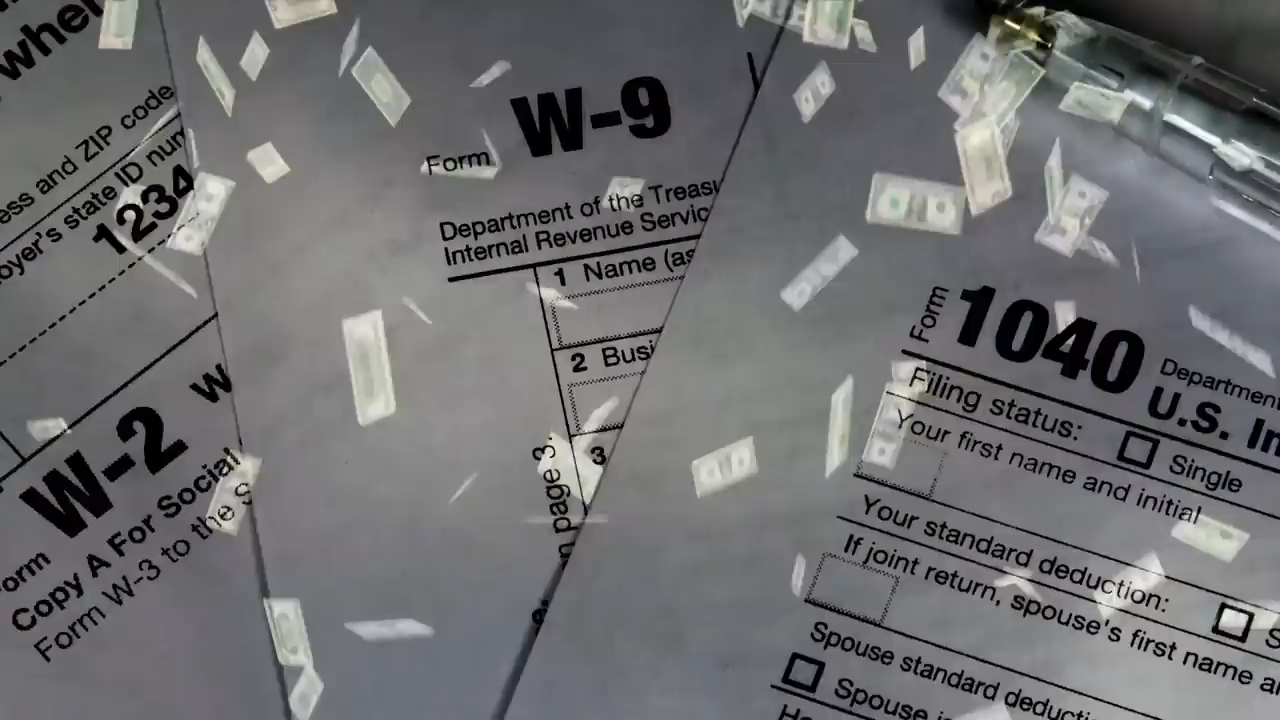 when
ess and ZIP code
oyer's state ID num
1234
W
W-2
orm
Copy A For Social
Form W-3 to the S
Form W-9
Department of the Treasu
Internal Revenue Servic
1 Name (as
2 Busi
3
n page 3.
Form 1040
Department
U.S. In
Filing status:
Single
Your first name and initial
Your standard deduction:
S
If joint return, spouse's first name a
Spouse standard deducti
Spouse i
Ho